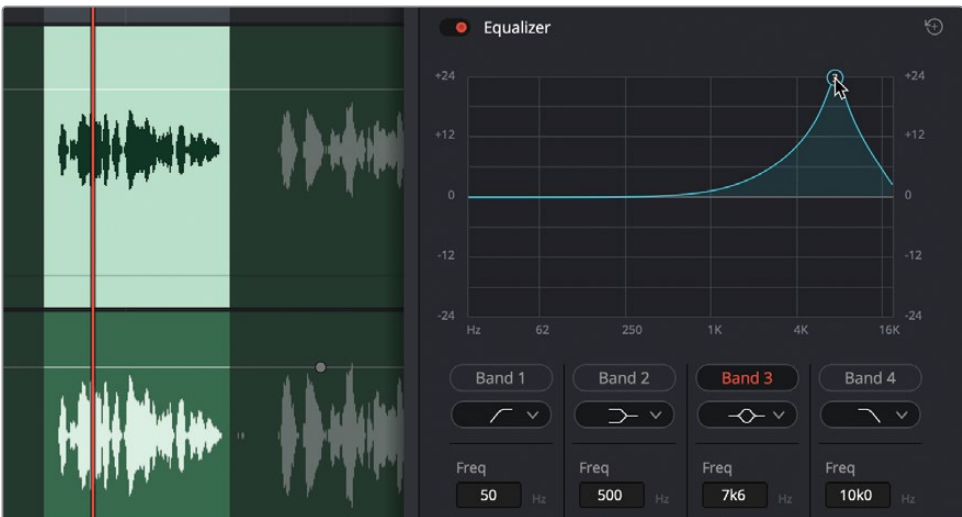 Equalizer
+24 +24
+12 +12
0 0
-12 -12
-24 -24
Hz 62 250 1K 4K 16K
Band 1 Band 2 Band 3 Band 4
Freq Freq Freq Freq
50 Hz 500 Hz 7k6 Hz 10k0 Hz